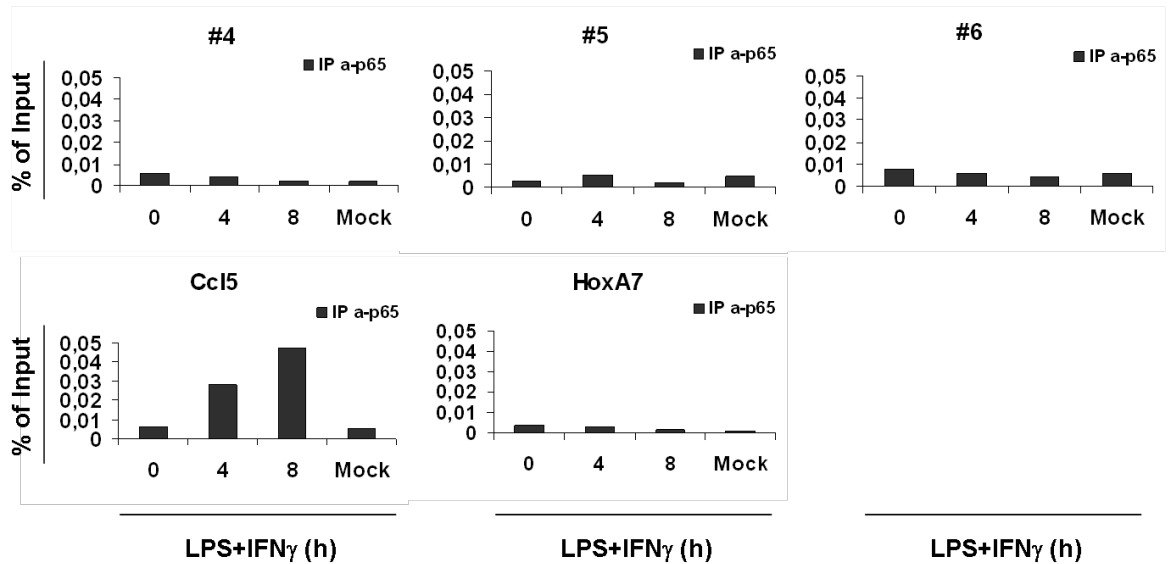 #4
IP a-p65
% of Input
0,05
0,04
0,03
0,02
0,01
0
0 4 8 Mock
#5
IP a-p65
0,05
0,04
0,03
0,02
0,01
0
0 4 8 Mock
#6
IP a-p65
0,05
0,04
0,03
0,02
0,01
0
0 4 8 Mock
Ccl5
IP a-p65
% of Input
0,05
0,04
0,03
0,02
0,01
0
0 4 8 Mock
HoxA7
IP a-p65
0,05
0,04
0,03
0,02
0,01
0
0 4 8 Mock
LPS+IFNγ (h)
LPS+IFNγ (h)
LPS+IFNγ (h)